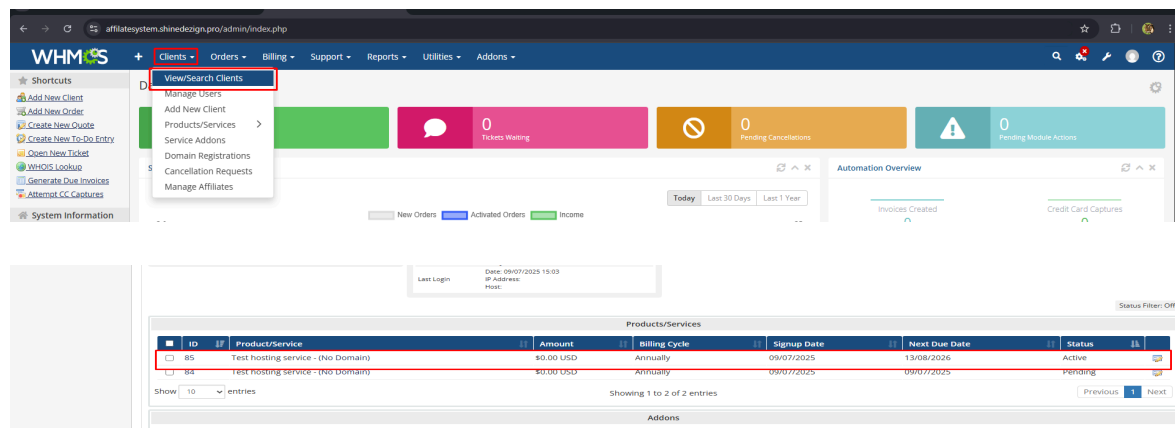 affilatesystem.shinedezign.pro/admin/index.php
WHMCS Clients Orders Billing Support Reports Utilities Addons
Shortcuts
Add New Client
Add New Order
Create New Quote
Create New To-Do Entry
Open New Ticket
WHOIS Lookup
Generate Due Invoices
Attempt CC Captures
System Information
View/Search Clients
Manage Users
Add New Client
Products/Services
Service Addons
Domain Registrations
Cancellation Requests
Manage Affiliates
0
Tickets Waiting
0
Pending Cancellations
0
Pending Module Actions
Today Last 30 Days Last 1 Year
New Orders Activated Orders Income
Automation Overview
Invoices Created
Credit Card Captures
Last Login
Date: 09/07/2025 15:03
IP Address:
Host:
Status Filter: Off
Products/Services
ID Product/Service Amount Billing Cycle Signup Date Next Due Date Status
85 Test hosting service - (No Domain) $0.00 USD Annually 09/07/2025 13/08/2026 Active
84 Test hosting service - (No Domain) $0.00 USD Annually 09/07/2025 09/07/2025 Pending
Show 10 entries Showing 1 to 2 of 2 entries Previous 1 Next
Addons